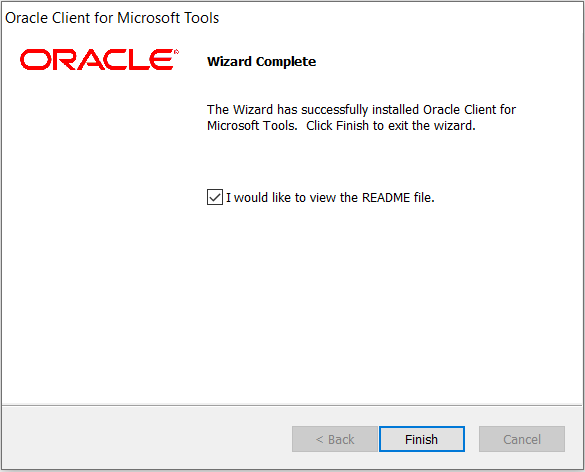 Oracle Client for Microsoft Tools
ORACLE®
Wizard Complete
The Wizard has successfully installed Oracle Client for
Microsoft Tools.  Click Finish to exit the wizard.
I would like to view the README file.
< Back
Finish
Cancel